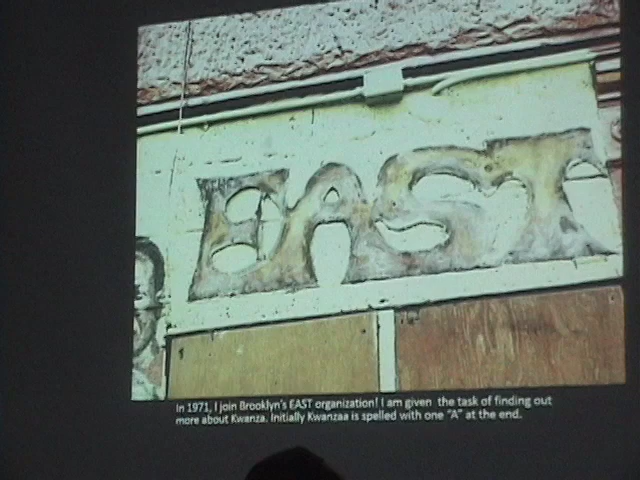 EAST
In 1971, I join Brooklyn's EAST organization! I am given the task of finding out
more about Kwanza. Initially Kwanzaa is spelled with one "A" at the end.